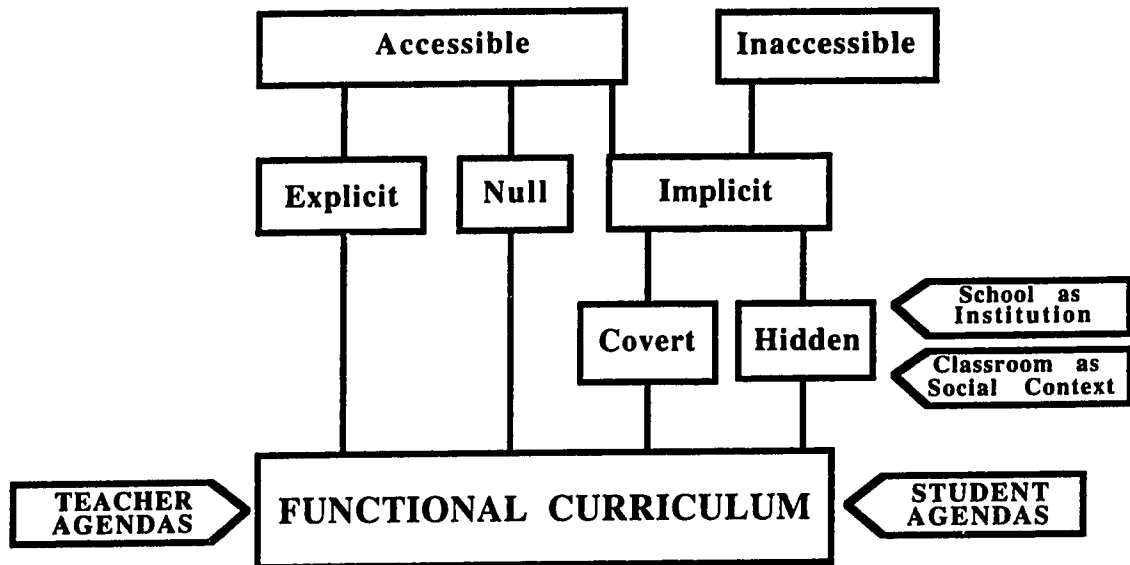 Accessible
Inaccessible
Explicit
Null
Implicit
Covert
Hidden
School as
Institution
Classroom as
Social Context
TEACHER
AGENDAS
FUNCTIONAL CURRICULUM
STUDENT
AGENDAS